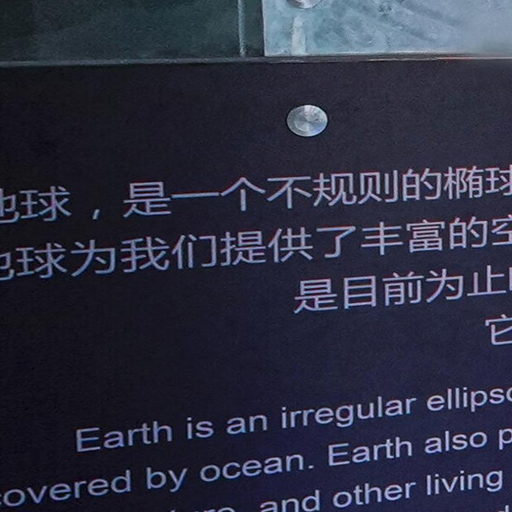 地球，是一个不规则的椭球
地球为我们提供了丰富的空
是目前为止
它
Earth is an irregular
covered by ocean. Earth also
and other living